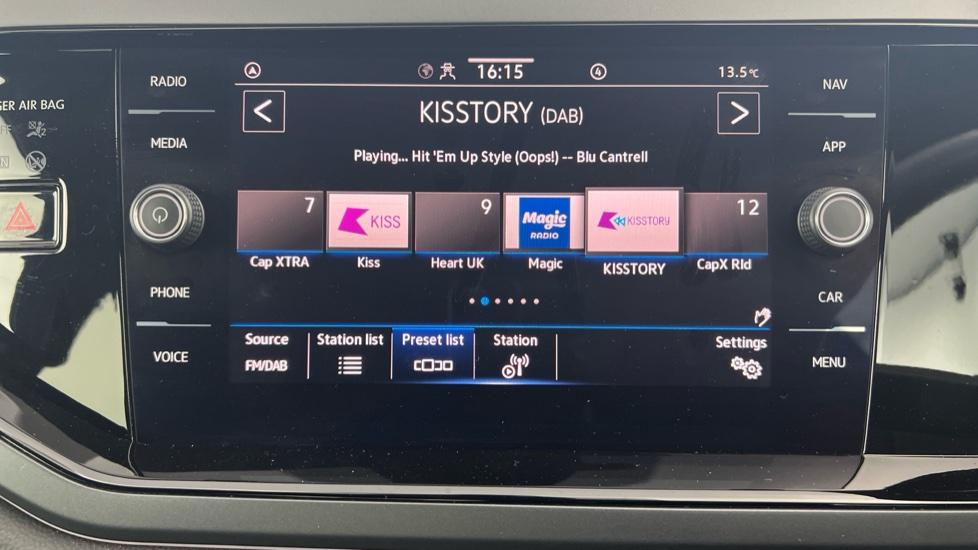 RADIO
MEDIA
PHONE
VOICE
GER AIR BAG
16:15
4
13.5°C
< KISSTORY (DAB) >
Playing... Hit 'Em Up Style (Oops!) -- Blu Cantrell
7 KISS 9 Magic RADIO KISSTORY 12
Cap XTRA Kiss Heart UK Magic KISSTORY CapX Rld
Source Station list Preset list Station Settings
FM/DAB
NAV
APP
CAR
MENU